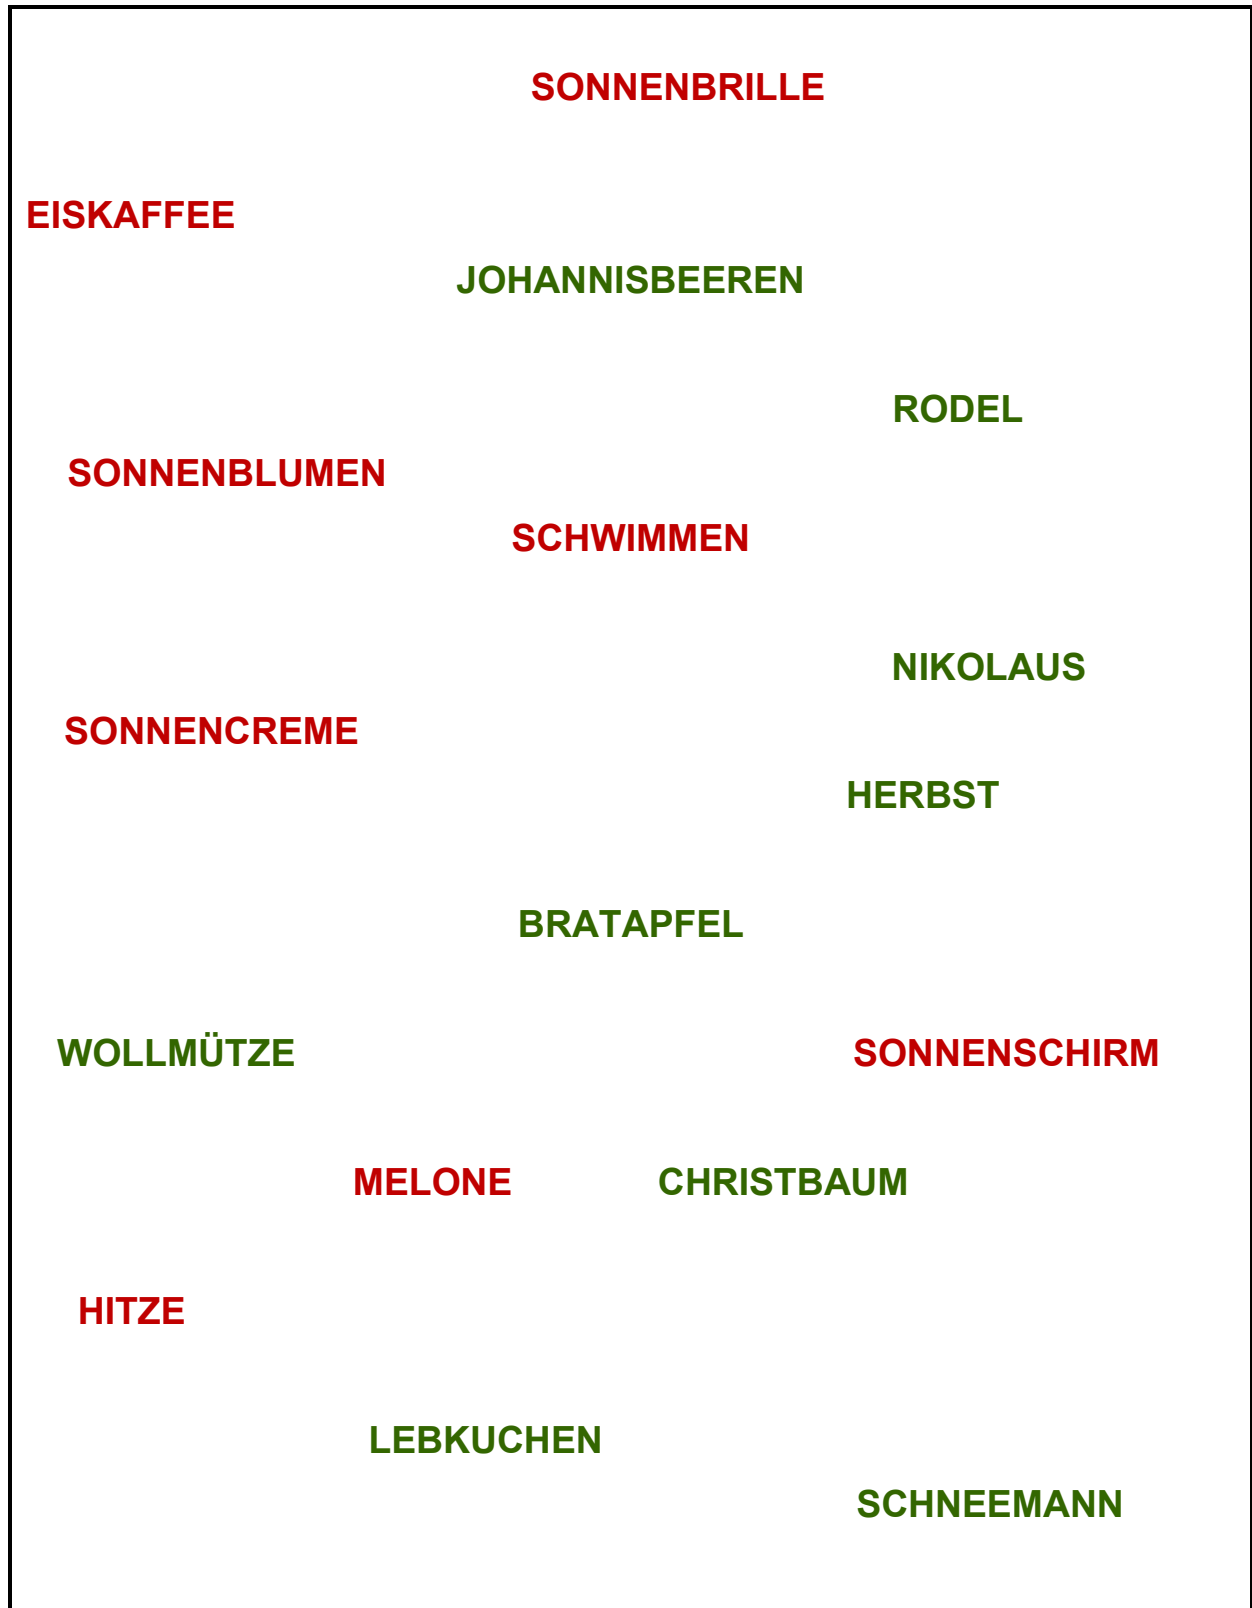 SONNENBRILLE
EISKAFFEE
JOHANNISBEEREN
RODEL
SONNENBLUMEN
SCHWIMMEN
NIKOLAUS
SONNENCREME
HERBST
BRATAPFEL
WOLLMÜTZE SONNENSCHIRM
MELONE CHRISTBAUM
HITZE
LEBKUCHEN
SCHNEEMANN